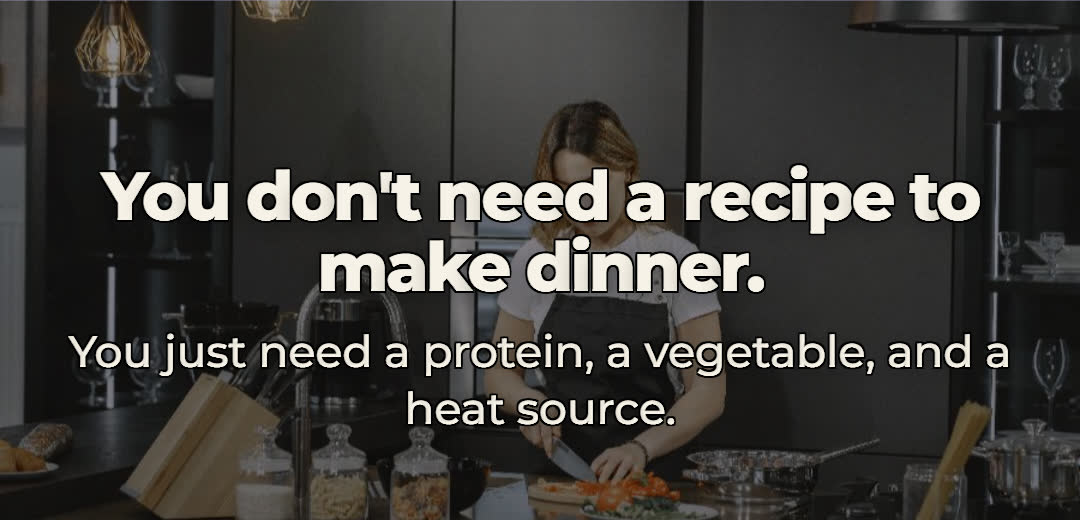 You don't need a recipe to
make dinner.
You just need a protein, a vegetable, and a
heat source.